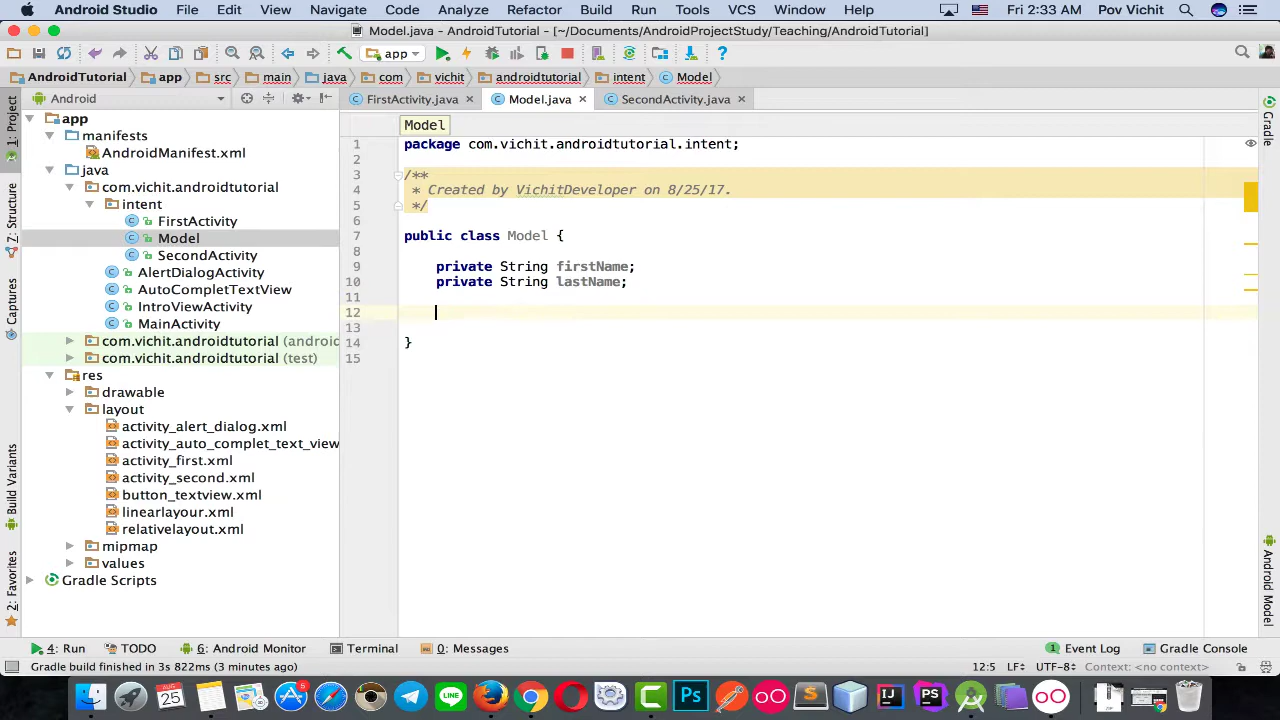 Android Studio File Edit View Navigate Code Analyze Refactor Build Run Tools VCS Window Help Fri 2:33 AM Pov Vichit
Model.java - AndroidTutorial - [~/Documents/AndroidProjectStudy/Teaching/AndroidTutorial]
app
AndroidTutorial app src main java com vichit androidtutorial intent Model
Android FirstActivity.java Model.java SecondActivity.java
Model
1: Project
7: Structure
Captures
Build Variants
2: Favorites
app
manifests
AndroidManifest.xml
java
com.vichit.androidtutorial
intent
FirstActivity
Model
SecondActivity
AlertDialogActivity
AutoCompletTextView
IntroViewActivity
MainActivity
com.vichit.androidtutorial (androic
com.vichit.androidtutorial (test)
res
drawable
layout
activity_alert_dialog.xml
activity_auto_complet_text_view
activity_first.xml
activity_second.xml
button_textview.xml
linearlayour.xml
relativelayout.xml
mipmap
values
Gradle Scripts
1 package com.vichit.androidtutorial.intent;
2
3 /**
4 * Created by VichitDeveloper on 8/25/17.
5 */
6
7 public class Model {
8
9 private String firstName;
10 private String lastName;
11
12
13
14 }
15
Gradle
Android Model
4: Run TODO 6: Android Monitor Terminal 0: Messages 1 Event Log Gradle Console
Gradle build finished in 3s 822ms (3 minutes ago) 12:5 LF UTF-8 Context: <no context>
AUG
25
LINE
Ps
IJ
PS